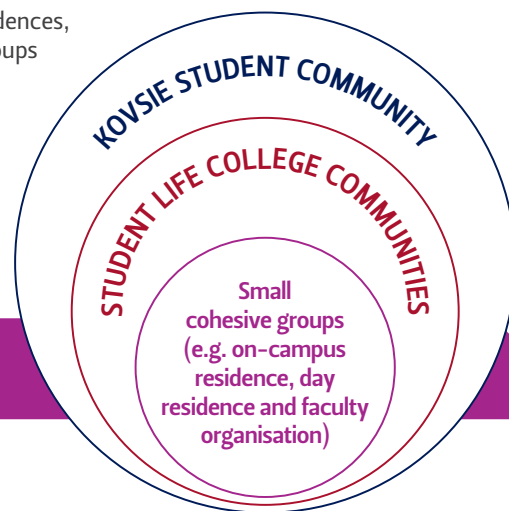 dences,
oups
KOVSIE STUDENT COMMUNITY
STUDENT LIFE COLLEGE COMMUNITIES
Small
cohesive groups
(e.g. on-campus
residence, day
residence and faculty
organisation)